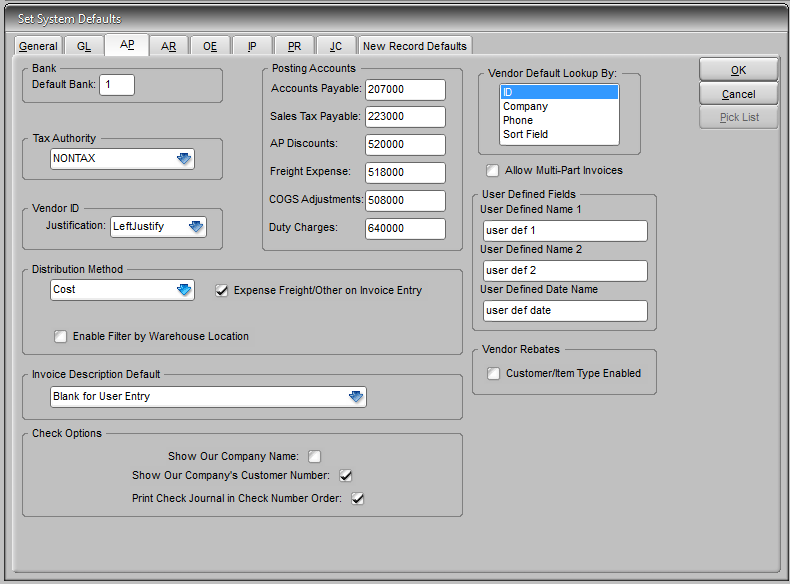 Set System Defaults
General GL AP AR OE IP PR JC New Record Defaults
Bank
Default Bank: 1
Tax Authority
NONTAX
Vendor ID
Justification: LeftJustify
Posting Accounts
Accounts Payable: 207000
Sales Tax Payable: 223000
AP Discounts: 520000
Freight Expense: 518000
COGS Adjustments: 508000
Duty Charges: 640000
Vendor Default Lookup By:
ID
Company
Phone
Sort Field
OK
Cancel
Pick List
Allow Multi-Part Invoices
User Defined Fields
User Defined Name 1
user def 1
User Defined Name 2
user def 2
User Defined Date Name
user def date
Distribution Method
Cost
Expense Freight/Other on Invoice Entry
Enable Filter by Warehouse Location
Vendor Rebates
Customer/Item Type Enabled
Invoice Description Default
Blank for User Entry
Check Options
Show Our Company Name:
Show Our Company's Customer Number:
Print Check Journal in Check Number Order: